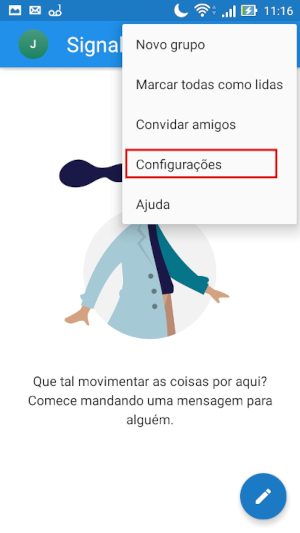 11:16
J
Signal
Novo grupo
Marcar todas como lidas
Convidar amigos
Configurações
Ajuda
Que tal movimentar as coisas por aqui?
Comece mandando uma mensagem para
alguém.